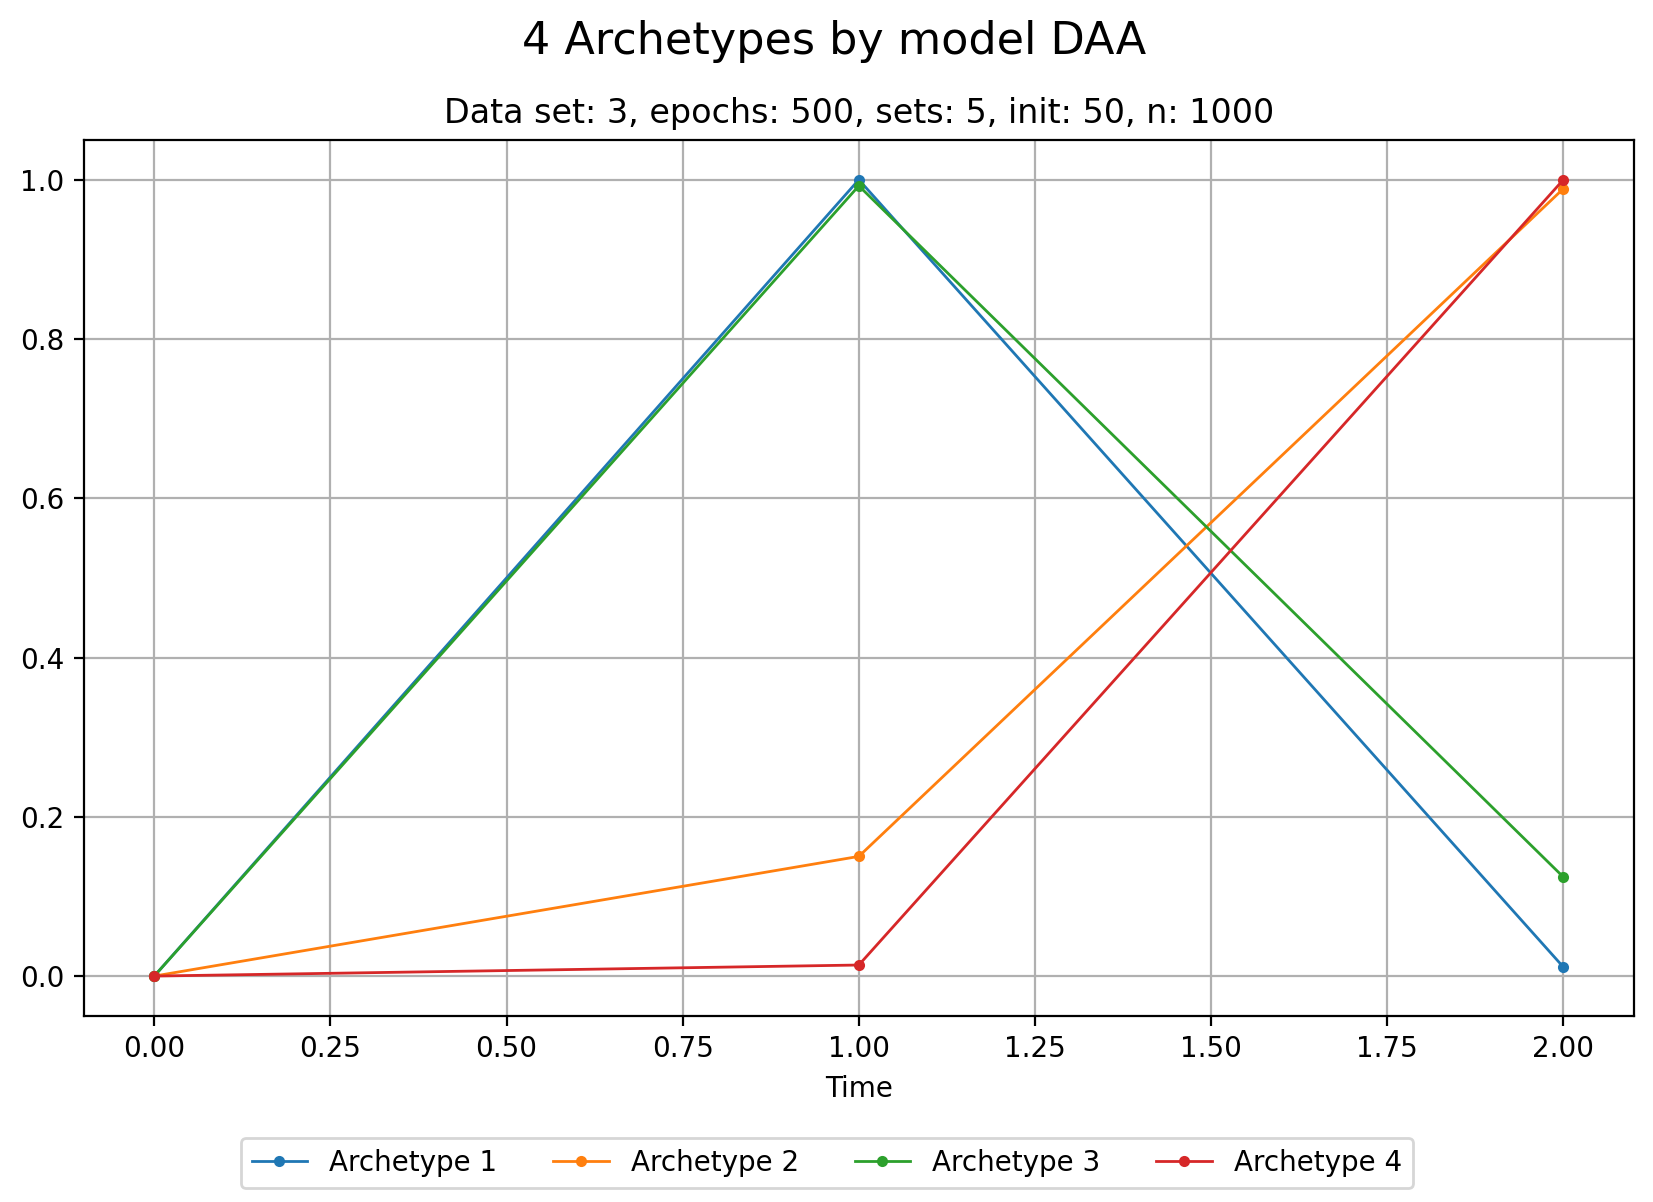 4 Archetypes by model DAA
Data set: 3, epochs: 500, sets: 5, init: 50, n: 1000
1.0
0.8
0.6
0.4
0.2
0.0
0.00 0.25 0.50 0.75 1.00 1.25 1.50 1.75 2.00
Time
Archetype 1 Archetype 2 Archetype 3 Archetype 4